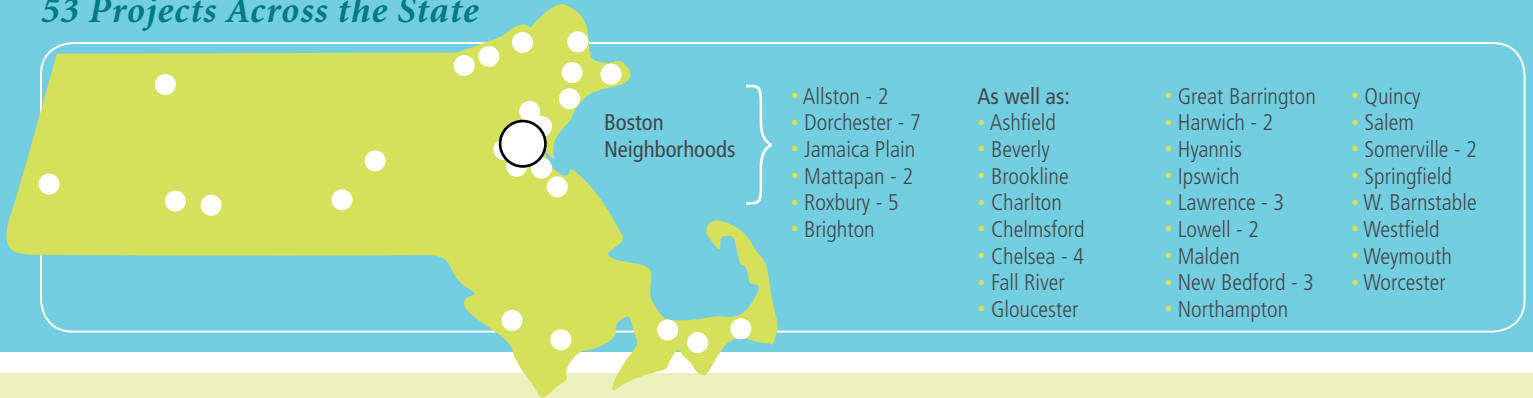 53 Projects Across the State
Boston
Neighborhoods
• Allston - 2
• Dorchester - 7
• Jamaica Plain
• Mattapan - 2
• Roxbury - 5
• Brighton
As well as:
• Ashfield
• Beverly
• Brookline
• Charlton
• Chelmsford
• Chelsea - 4
• Fall River
• Gloucester
• Great Barrington
• Harwich - 2
• Hyannis
• Ipswich
• Lawrence - 3
• Lowell - 2
• Malden
• New Bedford - 3
• Northampton
• Quincy
• Salem
• Somerville - 2
• Springfield
• W. Barnstable
• Westfield
• Weymouth
• Worcester